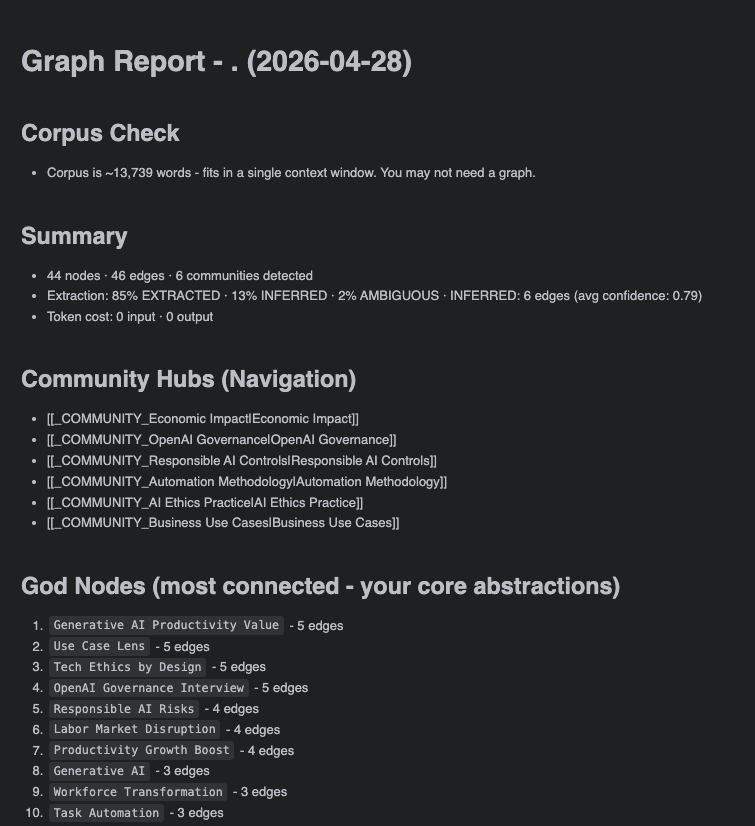 Graph Report - . (2026-04-28)
Corpus Check
• Corpus is ~13,739 words - fits in a single context window. You may not need a graph.
Summary
• 44 nodes · 46 edges · 6 communities detected
• Extraction: 85% EXTRACTED · 13% INFERRED · 2% AMBIGUOUS · INFERRED: 6 edges (avg confidence: 0.79)
• Token cost: 0 input · 0 output
Community Hubs (Navigation)
• [[_COMMUNITY_Economic Impact|Economic Impact]]
• [[_COMMUNITY_OpenAI Governance|OpenAI Governance]]
• [[_COMMUNITY_Responsible AI Controls|Responsible AI Controls]]
• [[_COMMUNITY_Automation Methodology|Automation Methodology]]
• [[_COMMUNITY_AI Ethics Practice|AI Ethics Practice]]
• [[_COMMUNITY_Business Use Cases|Business Use Cases]]
God Nodes (most connected - your core abstractions)
1. Generative AI Productivity Value - 5 edges
2. Use Case Lens - 5 edges
3. Tech Ethics by Design - 5 edges
4. OpenAI Governance Interview - 5 edges
5. Responsible AI Risks - 4 edges
6. Labor Market Disruption - 4 edges
7. Productivity Growth Boost - 4 edges
8. Generative AI - 3 edges
9. Workforce Transformation - 3 edges
10. Task Automation - 3 edges